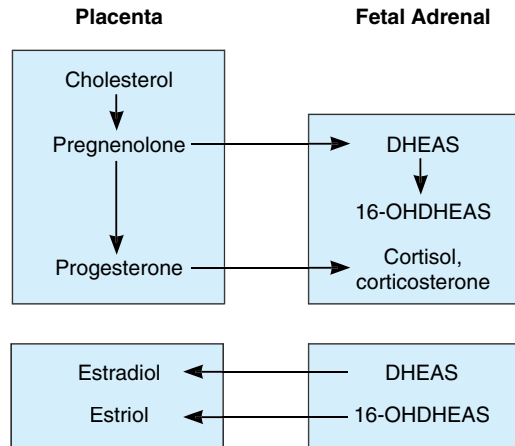 Placenta
Fetal Adrenal
Cholesterol
Pregnenolone
DHEAS
16-OHDHEAS
Progesterone
Cortisol,
corticosterone
Estradiol
DHEAS
Estriol
16-OHDHEAS